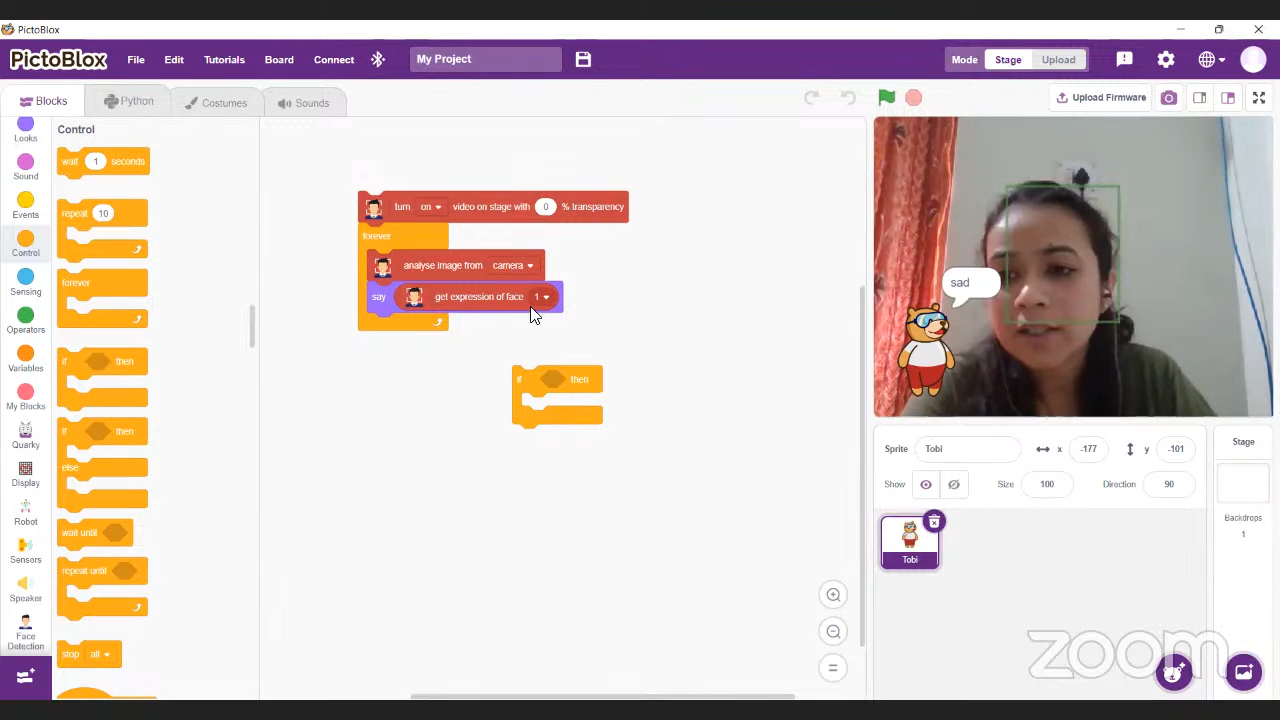 PictoBlox
PictoBlox File Edit Tutorials Board Connect My Project Mode Stage Upload
Blocks Python Costumes Sounds Upload Firmware
Looks
Sound
Events
Control
Sensing
Operators
Variables
My Blocks
Quarky
Display
Robot
Sensors
Speaker
Face
Detection
Control
wait 1 seconds
repeat 10
forever
if then
if then
else
wait until
repeat until
stop all
turn on video on stage with 0 % transparency
forever
analyse image from camera
say get expression of face 1
if then
sad
Sprite Tobi x -177 y -101
Show Size 100 Direction 90
Tobi
Stage
Backdrops
1
zoom